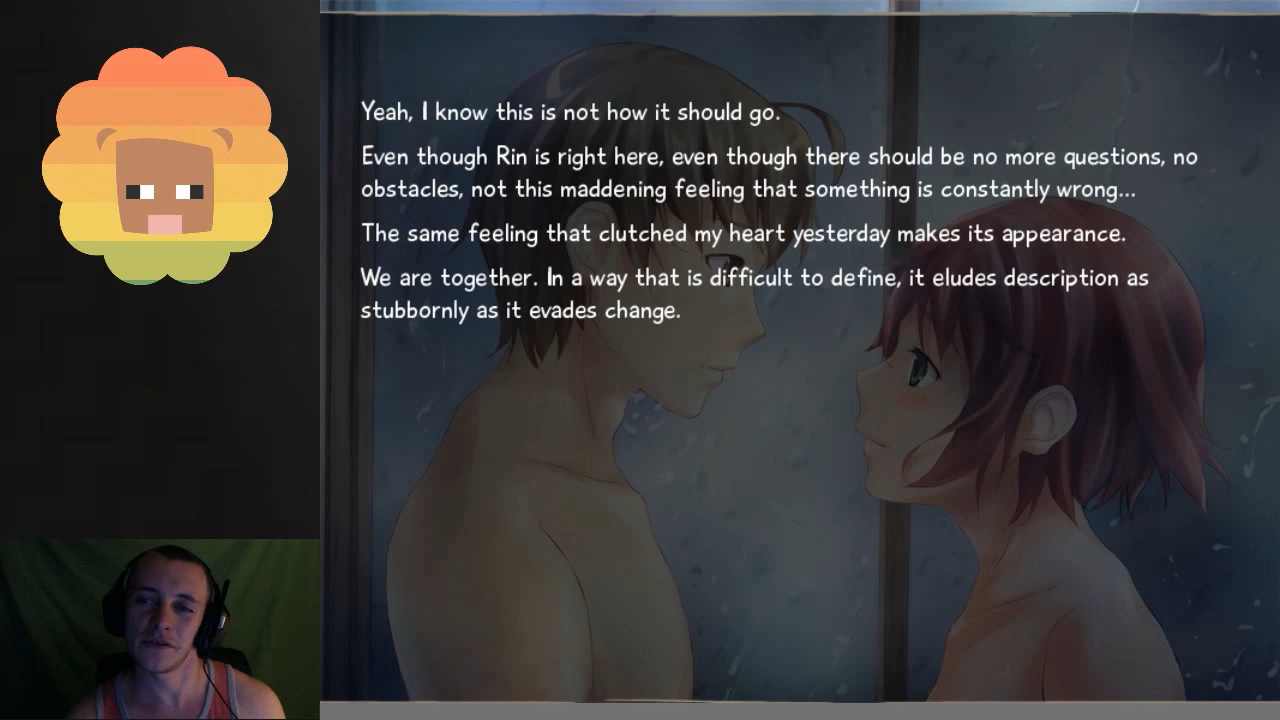 Yeah, I know this is not how it should go.
Even though Rin is right here, even though there should be no more questions, no
obstacles, not this maddening feeling that something is constantly wrong...
The same feeling that clutched my heart yesterday makes its appearance.
We are together. In a way that is difficult to define, it eludes description as
stubbornly as it evades change.